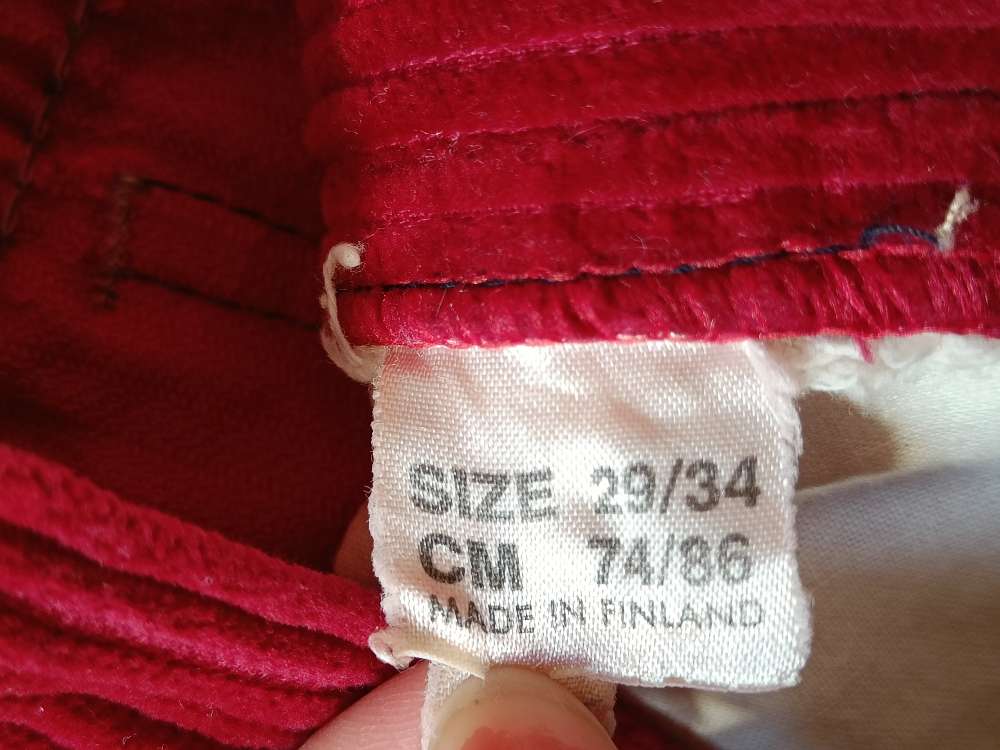 SIZE 29/34
CM 74/86
MADE IN FINLAND